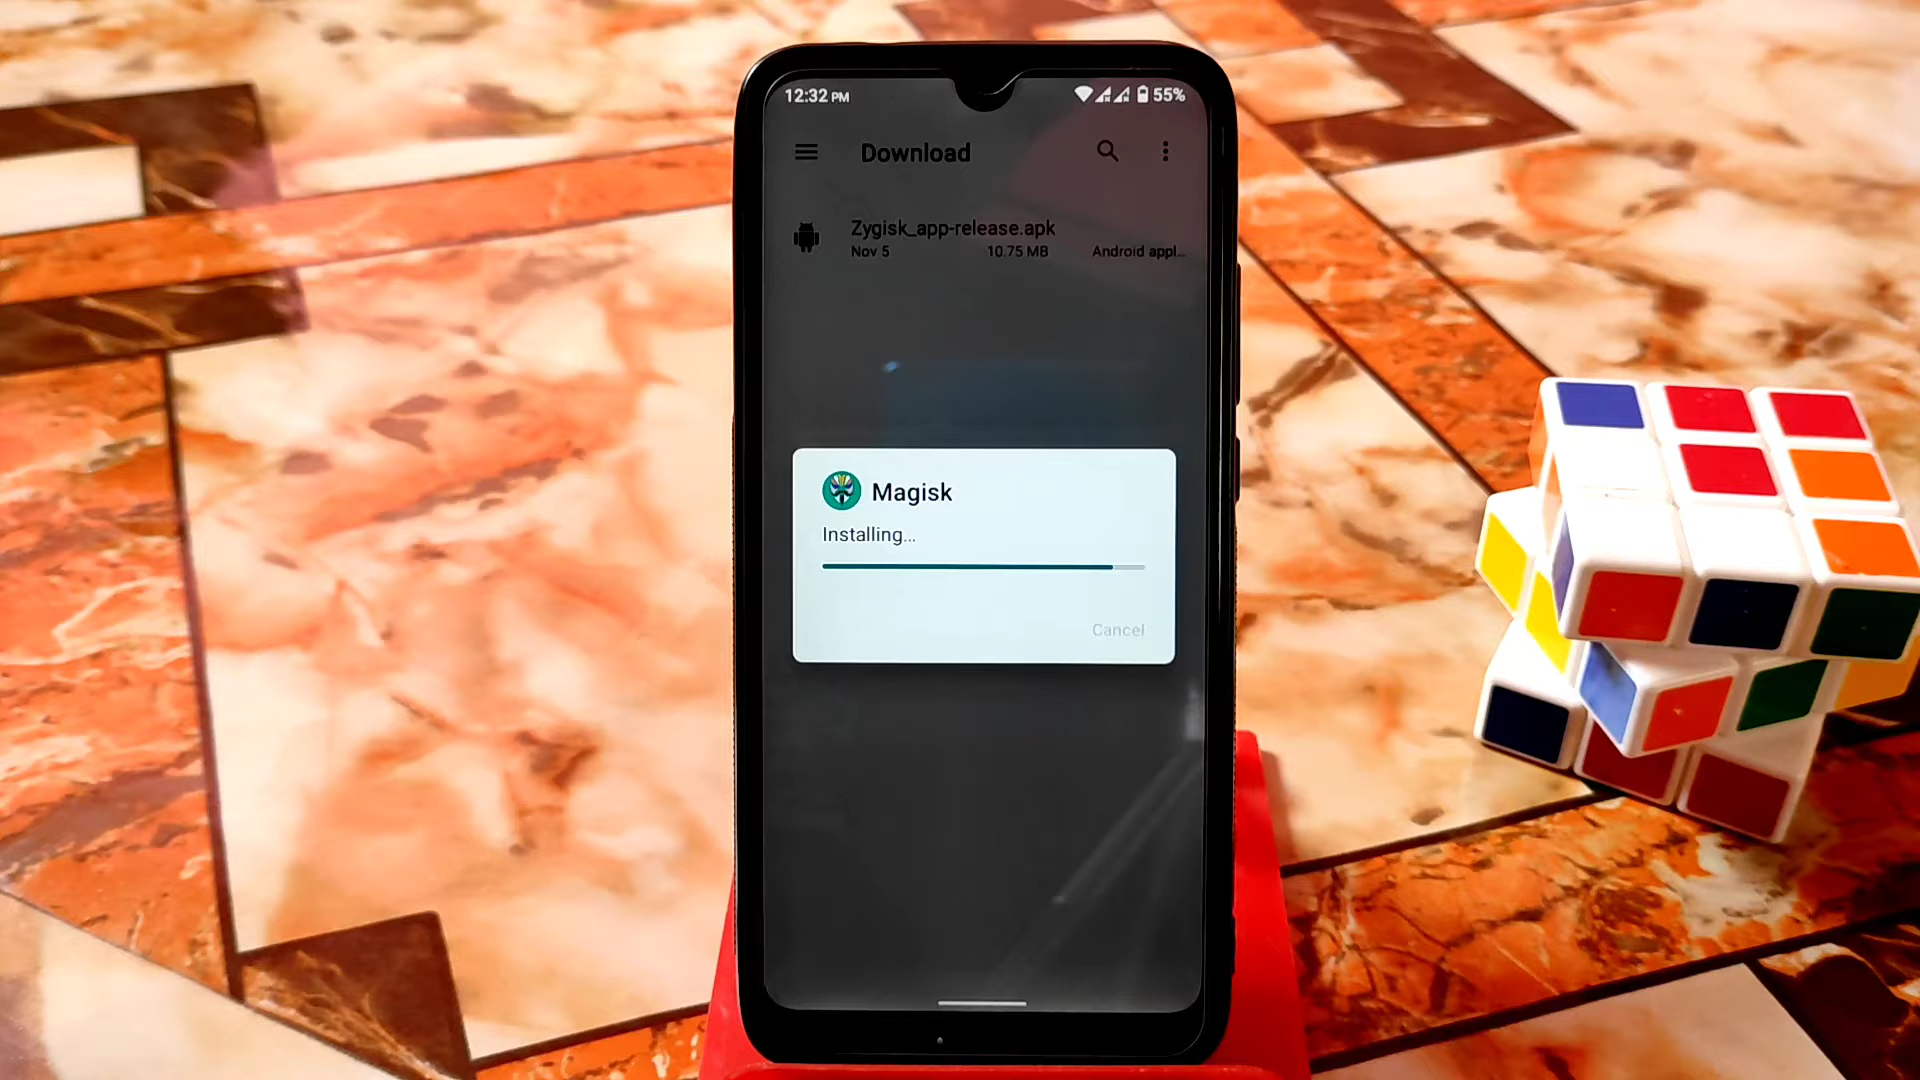 12:32 PM 55%
Download
Zygisk_app-release.apk
Nov 5 10.75 MB Android appl...
Magisk
Installing...
Cancel